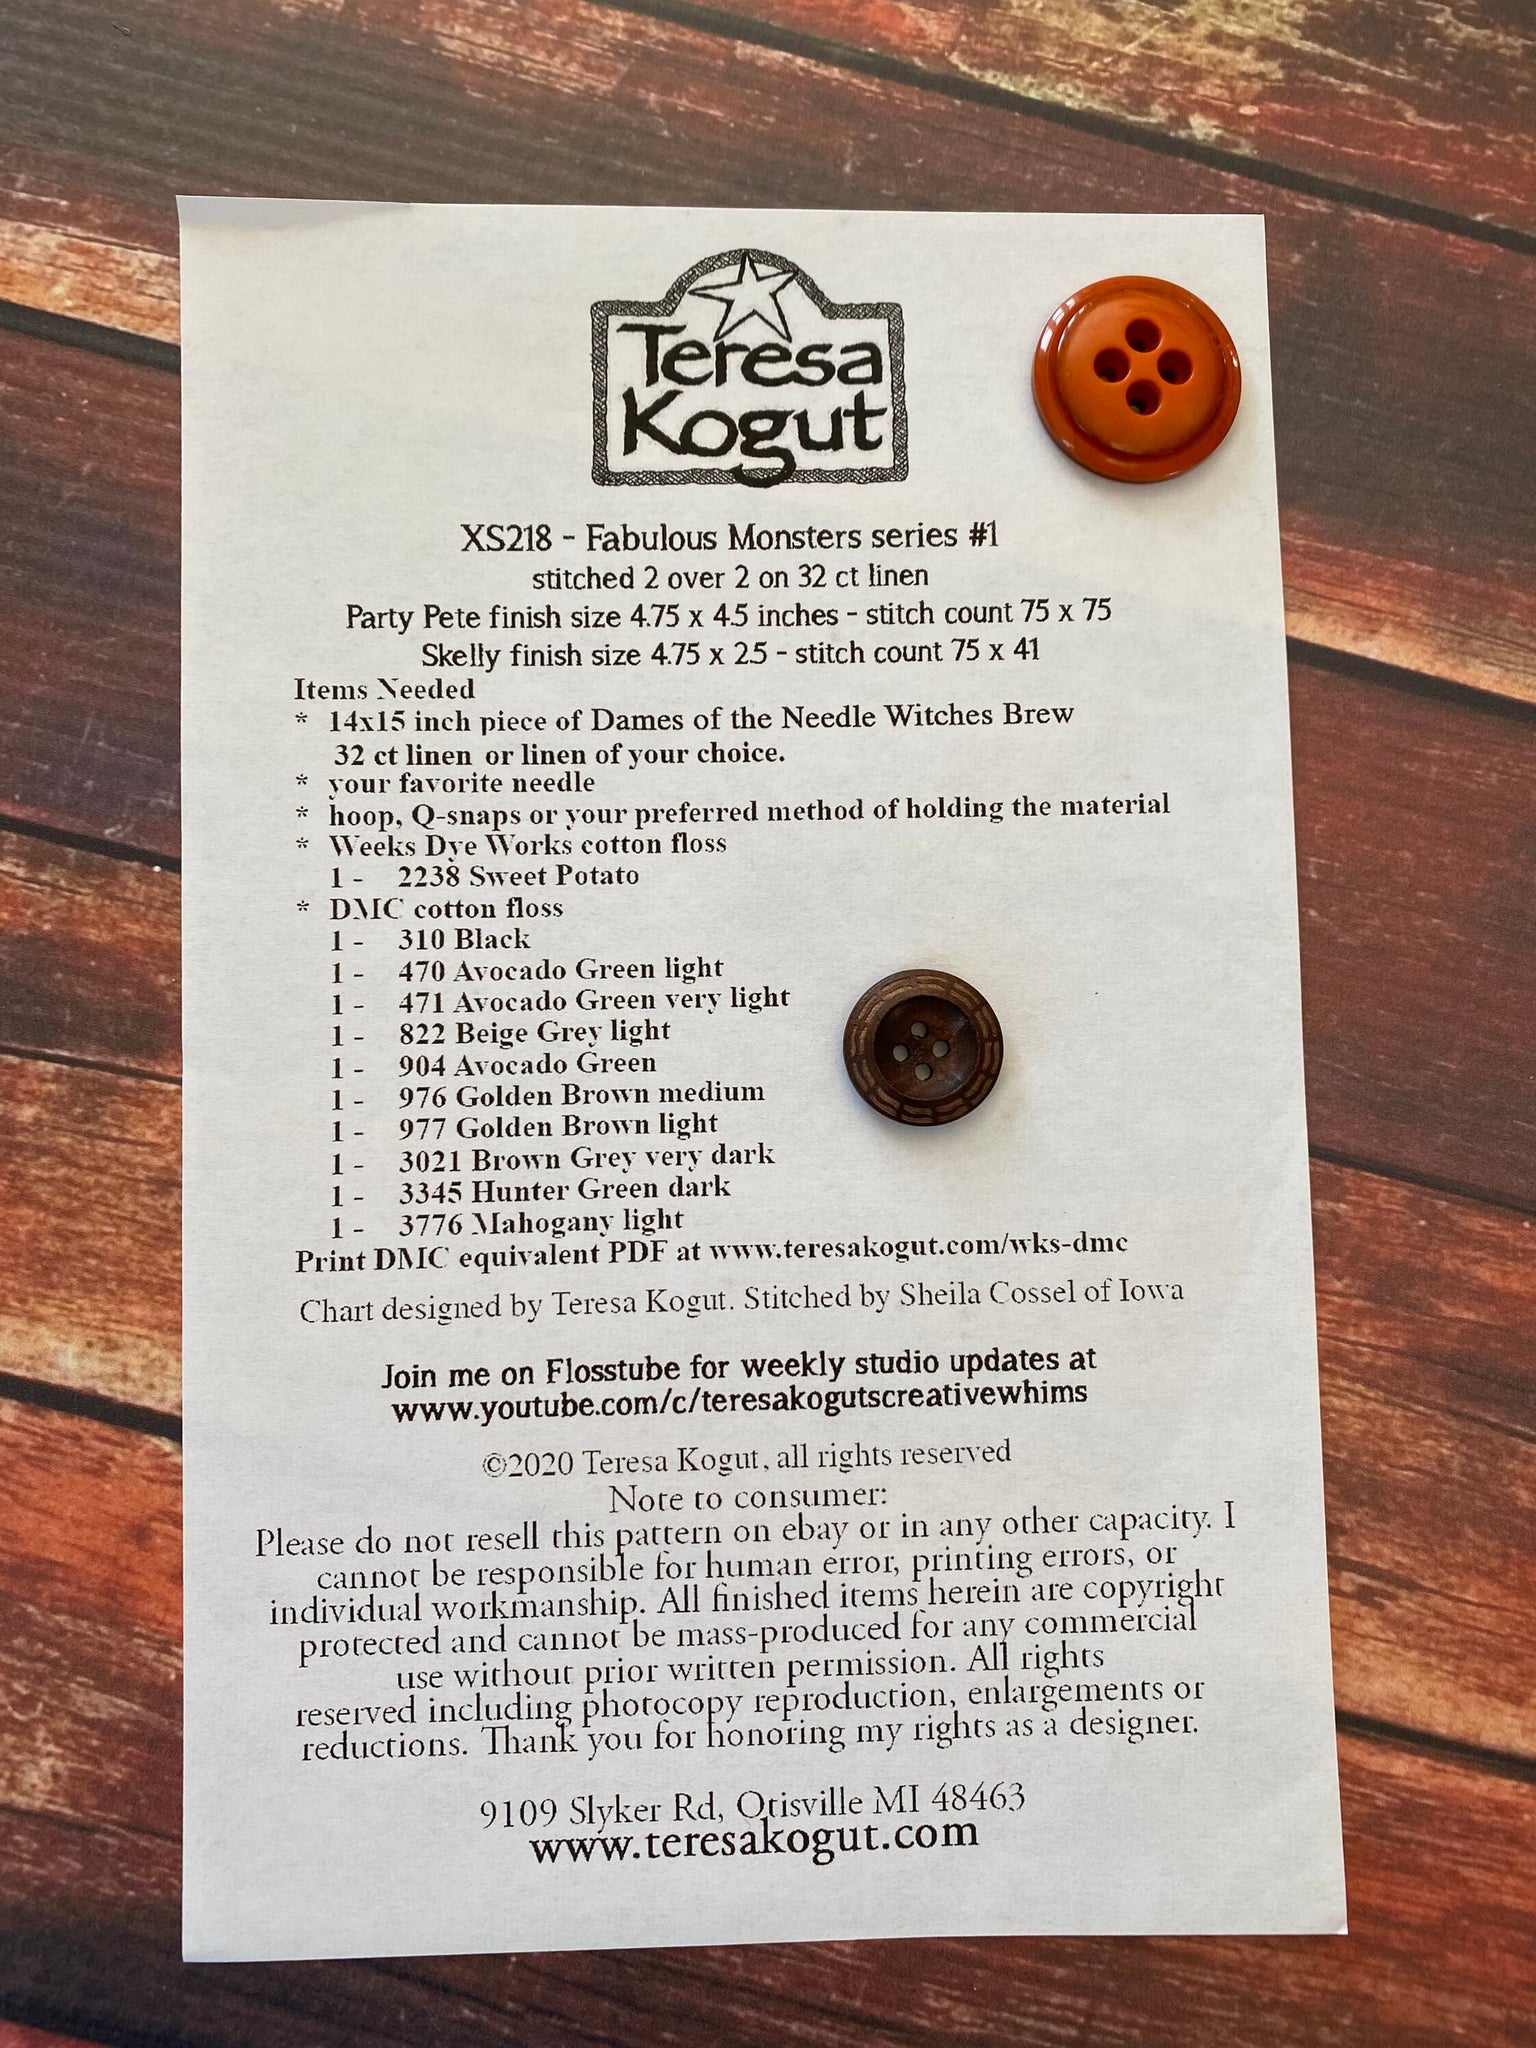 Teresa
Kogut
XS218 - Fabulous Monsters series #1
stitched 2 over 2 on 32 ct linen
Party Pete finish size 4.75 x 4.5 inches - stitch count 75 x 75
Skelly finish size 4.75 x 2.5 - stitch count 75 x 41
Items Needed
* 14x15 inch piece of Dames of the Needle Witches Brew
32 ct linen or linen of your choice.
* your favorite needle
* hoop, Q-snaps or your preferred method of holding the material
* Weeks Dye Works cotton floss
1 - 2238 Sweet Potato
* DMC cotton floss
1 - 310 Black
1 - 470 Avocado Green light
1 - 471 Avocado Green very light
1 - 822 Beige Grey light
1 - 904 Avocado Green
1 - 976 Golden Brown medium
1 - 977 Golden Brown light
1 - 3021 Brown Grey very dark
1 - 3345 Hunter Green dark
1 - 3776 Mahogany light
Print DMC equivalent PDF at www.teresakogut.com/wks-dmc
Chart designed by Teresa Kogut. Stitched by Sheila Cossel of Iowa
Join me on Flosstube for weekly studio updates at
www.youtube.com/c/teresakogutscreativewhims
©2020 Teresa Kogut, all rights reserved
Note to consumer:
Please do not resell this pattern on ebay or in any other capacity. I
cannot be responsible for human error, printing errors, or
individual workmanship. All finished items herein are copyright
protected and cannot be mass-produced for any commercial
use without prior written permission. All rights
reserved including photocopy reproduction, enlargements or
reductions. Thank you for honoring my rights as a designer.
9109 Slyker Rd, Otisville MI 48463
www.teresakogut.com